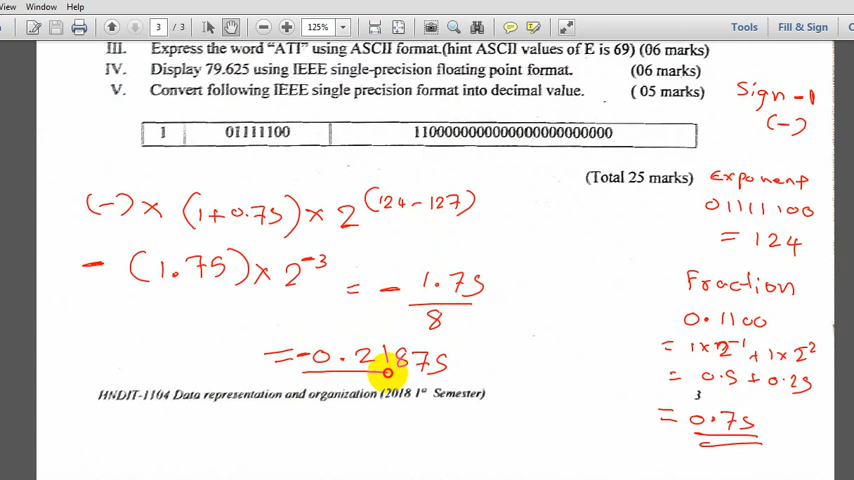 View Window Help
3 / 3
125%
Tools Fill & Sign
III. Express the word “ATI” using ASCII format.(hint ASCII values of E is 69) (06 marks)
IV. Display 79.625 using IEEE single-precision floating point format. (06 marks)
V. Convert following IEEE single precision format into decimal value. ( 05 marks)
Sign - 1
(-)
1 01111100 11000000000000000000000
(Total 25 marks)
(-) × (1+0.75) × 2^(124-127)
- (1.75) × 2^-3 = - 1.75
8
= -0.21875
Exponent
01111100
= 124
Fraction
0.1100
= 1×2^-1 + 1×2^-2
= 0.5 + 0.25
3
= 0.75
HNDIT-1104 Data representation and organization (2018 1st Semester)